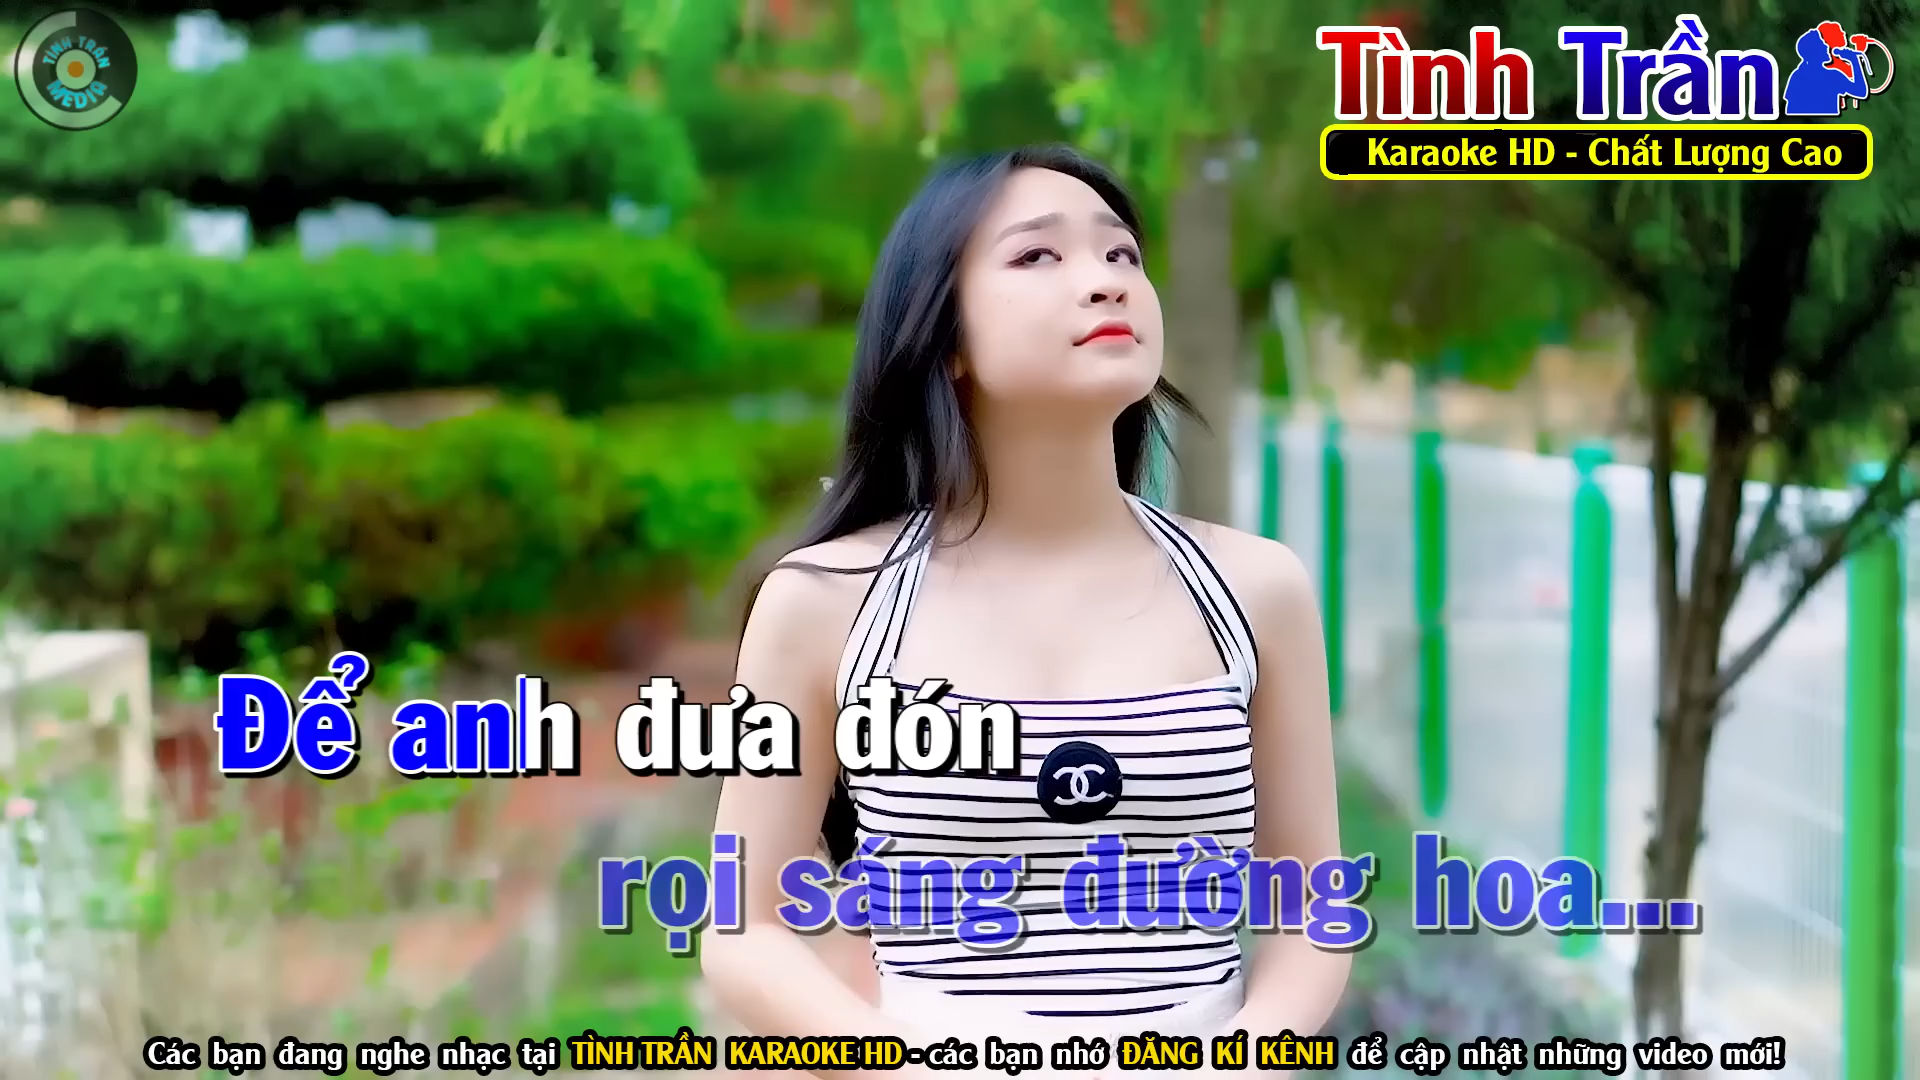 TÌNH TRẦN
MEDIA
Tình Trần
Karaoke HD - Chất Lượng Cao
Để anh đưa đón
rọi sáng đường hoa...
Các bạn đang nghe nhạc tại TÌNH TRẦN KARAOKE HD - các bạn nhớ ĐĂNG KÍ KÊNH để cập nhật những video mới!